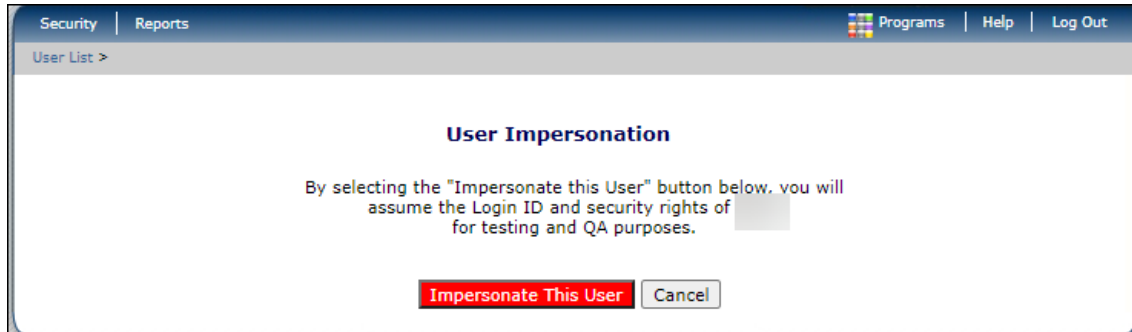 Security | Reports Programs | Help | Log Out
User List >
User Impersonation
By selecting the "Impersonate this User" button below, you will
assume the Login ID and security rights of
for testing and QA purposes.
Impersonate This User Cancel